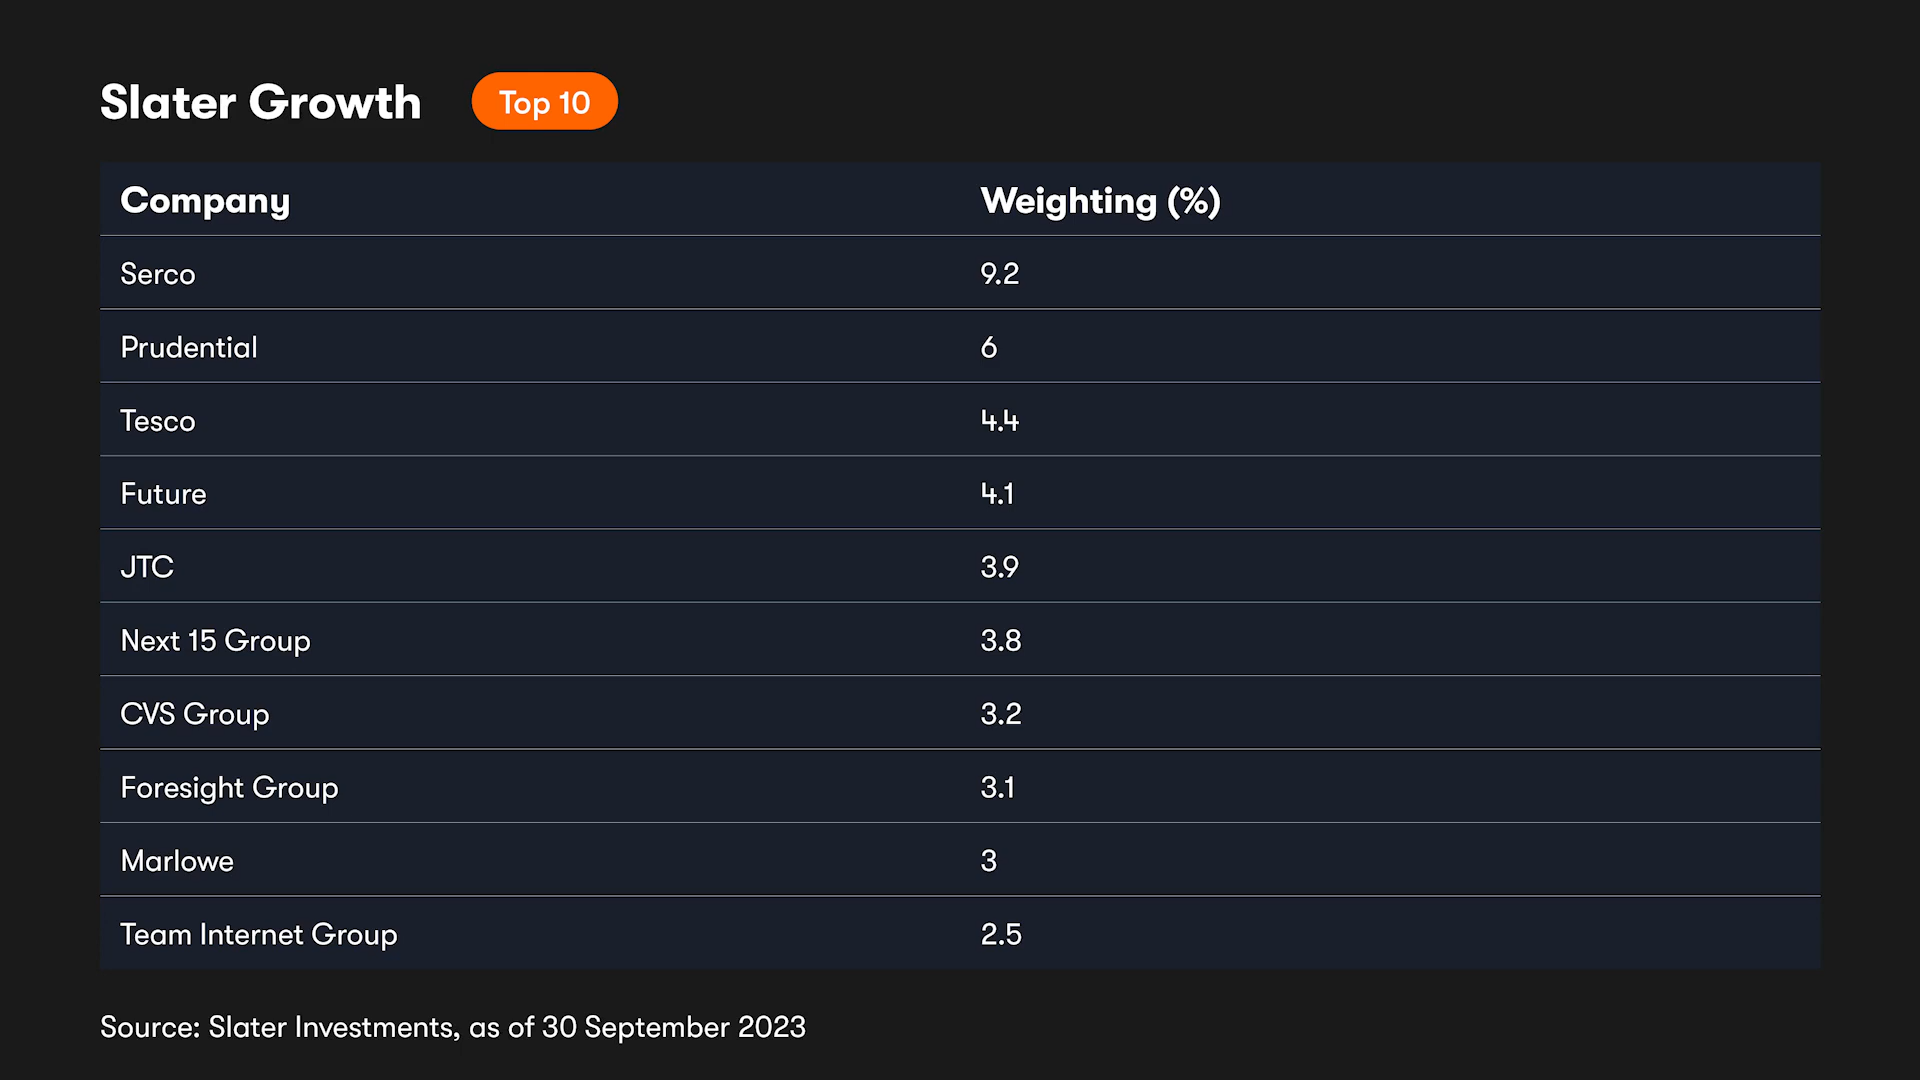 Slater Growth Top 10
Company Weighting (%)
Serco 9.2
Prudential 6
Tesco 4.4
Future 4.1
JTC 3.9
Next 15 Group 3.8
CVS Group 3.2
Foresight Group 3.1
Marlowe 3
Team Internet Group 2.5
Source: Slater Investments, as of 30 September 2023